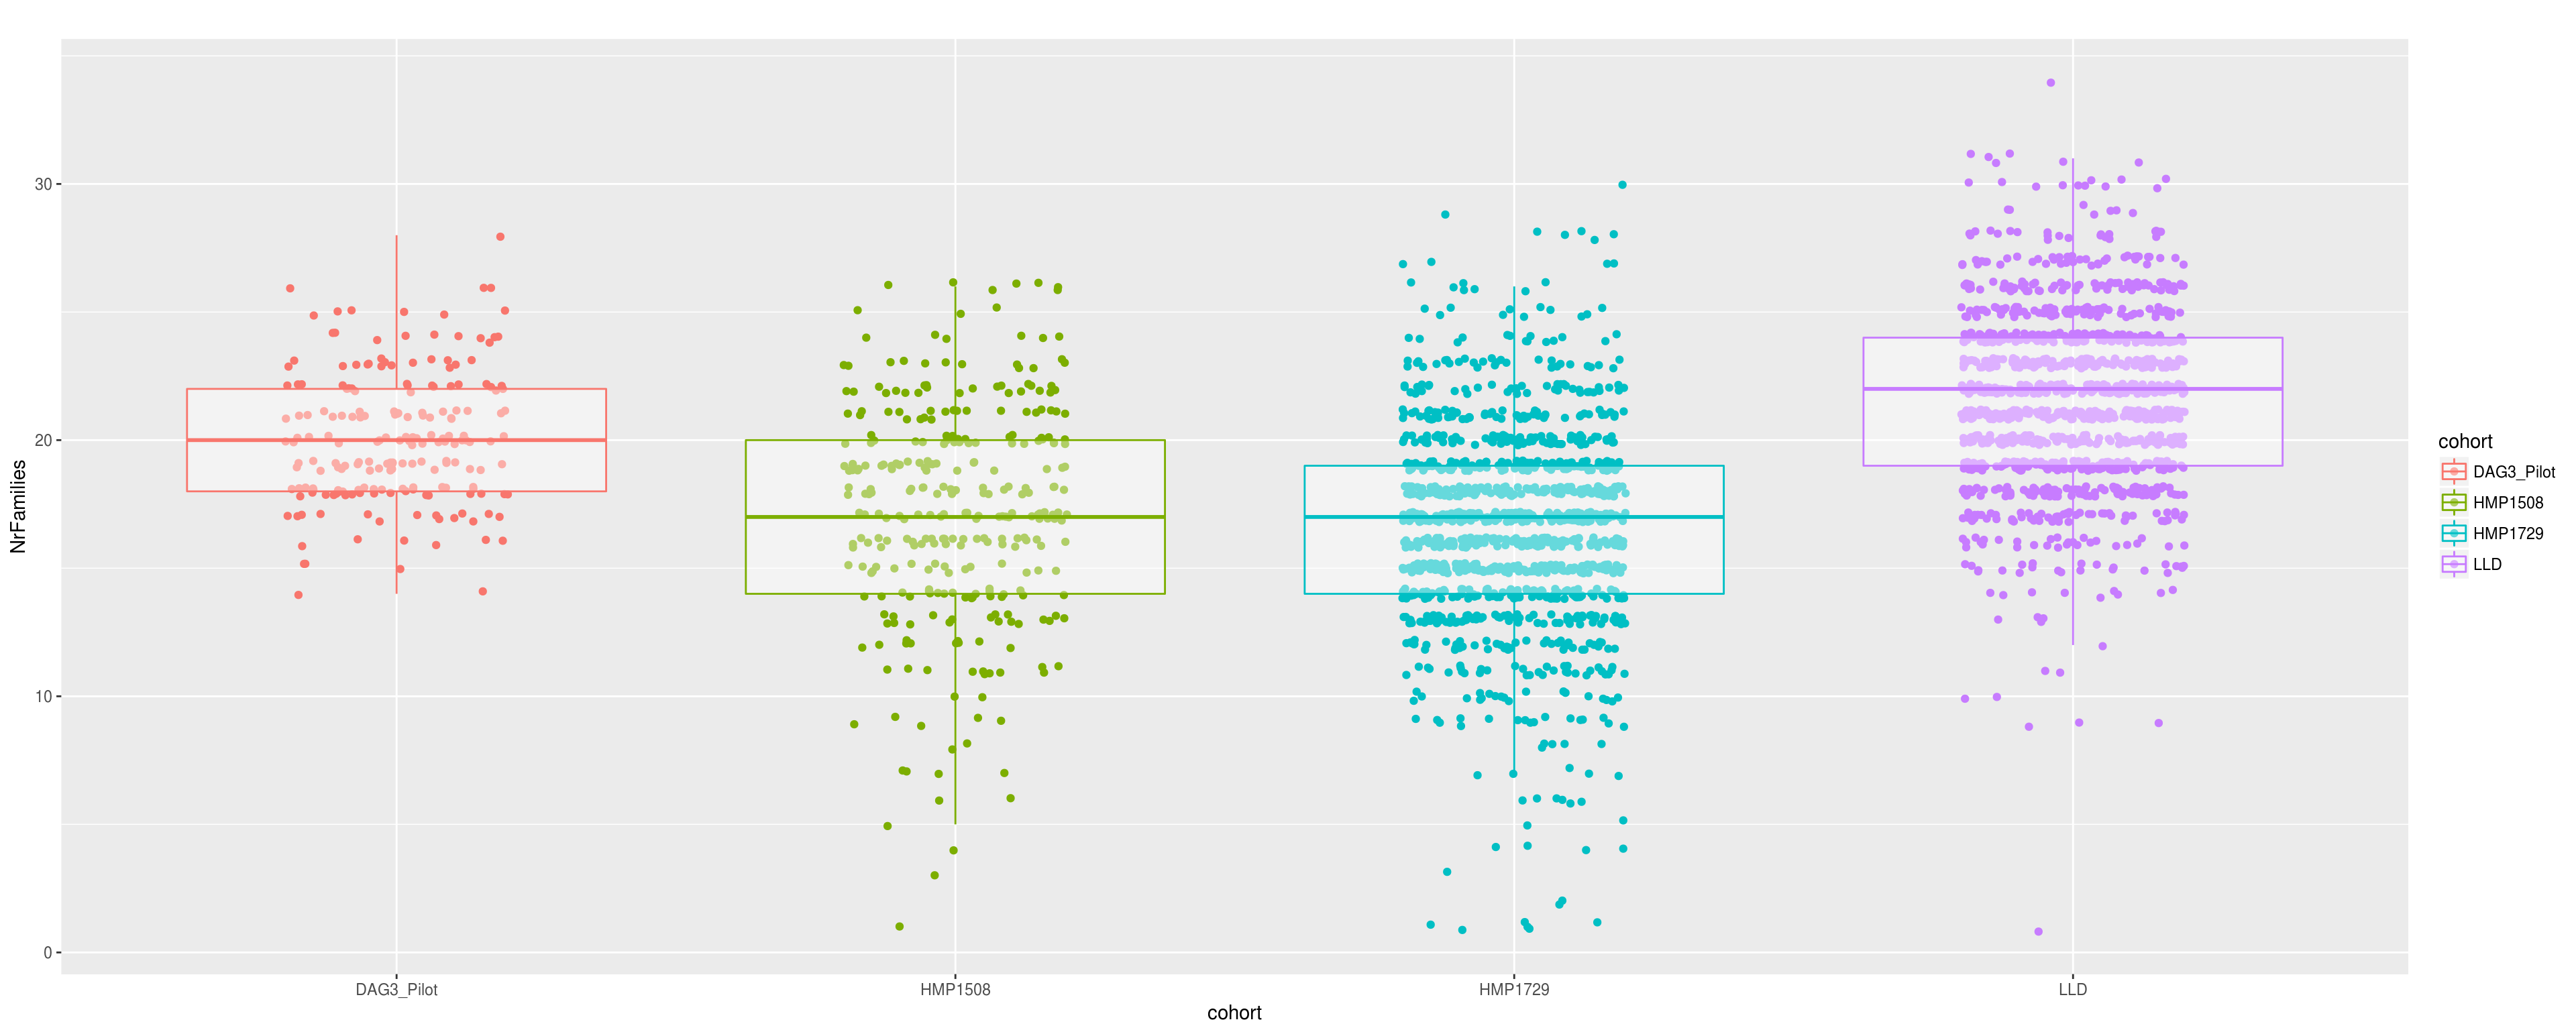 30
20
10
0
NrFamilies
DAG3_Pilot
HMP1508
HMP1729
LLD
cohort
cohort
DAG3_Pilot
HMP1508
HMP1729
LLD